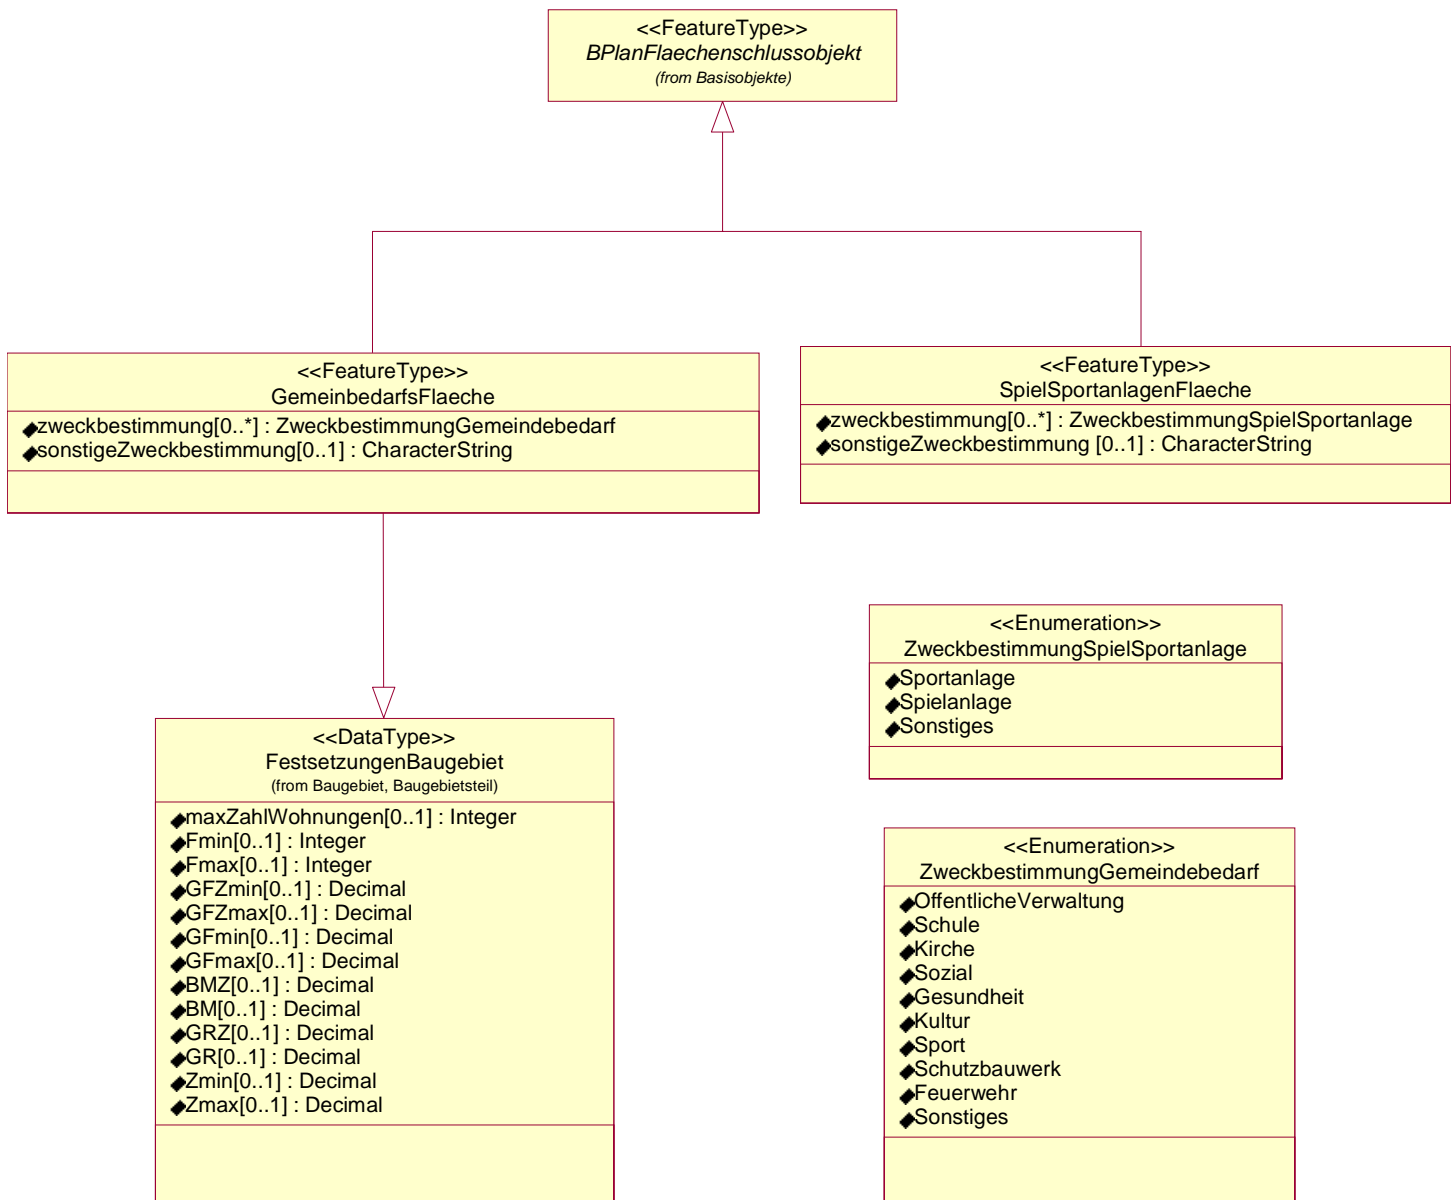 <<FeatureType>>
BPlanFlaechenschlussobjekt
(from Basisobjekte)
<<FeatureType>>
GemeinbedarfsFlaeche
zweckbestimmung[0..*] : ZweckbestimmungGemeindebedarf
sonstigeZweckbestimmung[0..1] : CharacterString
<<FeatureType>>
SpielSportanlagenFlaeche
zweckbestimmung[0..*] : ZweckbestimmungSpielSportanlage
sonstigeZweckbestimmung [0..1] : CharacterString
<<Enumeration>>
ZweckbestimmungSpielSportanlage
Sportanlage
Spielanlage
Sonstiges
<<DataType>>
FestsetzungenBaugebiet
(from Baugebiet, Baugebietsteil)
maxZahlWohnungen[0..1] : Integer
Fmin[0..1] : Integer
Fmax[0..1] : Integer
GFZmin[0..1] : Decimal
GFZmax[0..1] : Decimal
GFmin[0..1] : Decimal
GFmax[0..1] : Decimal
BMZ[0..1] : Decimal
BM[0..1] : Decimal
GRZ[0..1] : Decimal
GR[0..1] : Decimal
Zmin[0..1] : Decimal
Zmax[0..1] : Decimal
<<Enumeration>>
ZweckbestimmungGemeindebedarf
OffentlicheVerwaltung
Schule
Kirche
Sozial
Gesundheit
Kultur
Sport
Schutzbauwerk
Feuerwehr
Sonstiges